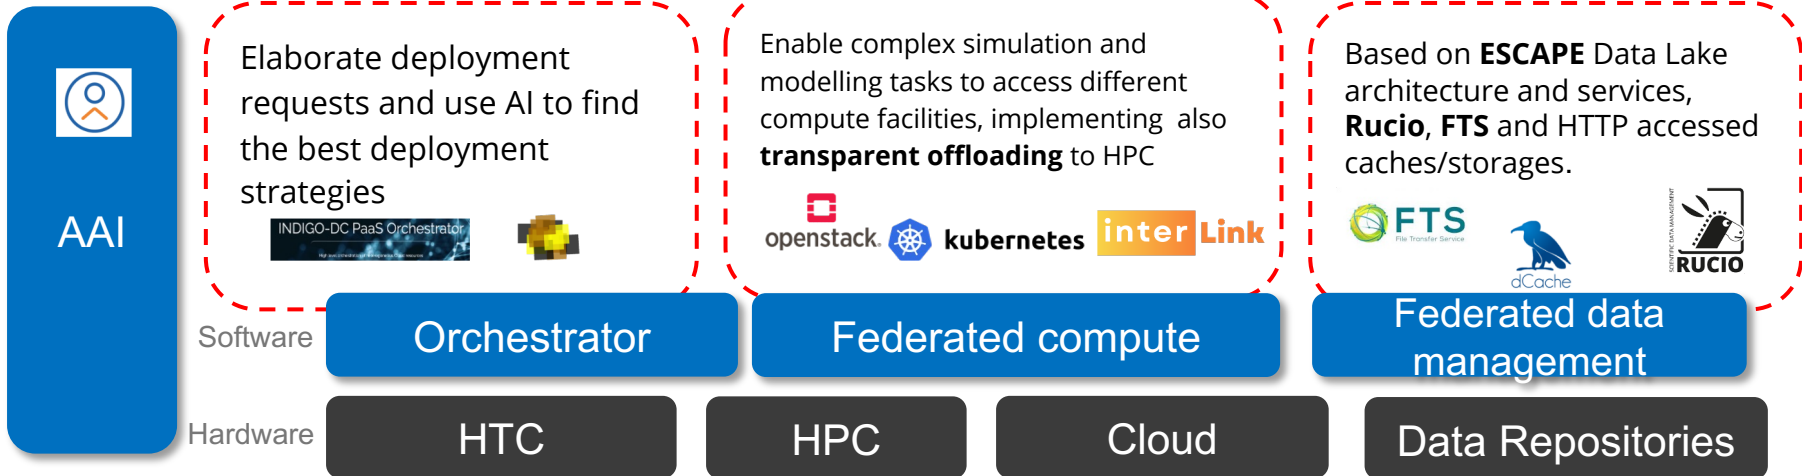 AAI
Elaborate deployment
requests and use AI to find
the best deployment
strategies
INDIGO-DC PaaS Orchestrator
Enable complex simulation and
modelling tasks to access different
compute facilities, implementing also
transparent offloading to HPC
openstack.
kubernetes
interLink
Based on ESCAPE Data Lake
architecture and services,
Rucio, FTS and HTTP accessed
caches/storages.
FTS
File Transfer Service
dCache
SCIENTIFIC DATA MANAGEMENT
RUCIO
Software
Orchestrator
Federated compute
Federated data
management
Hardware
HTC
HPC
Cloud
Data Repositories